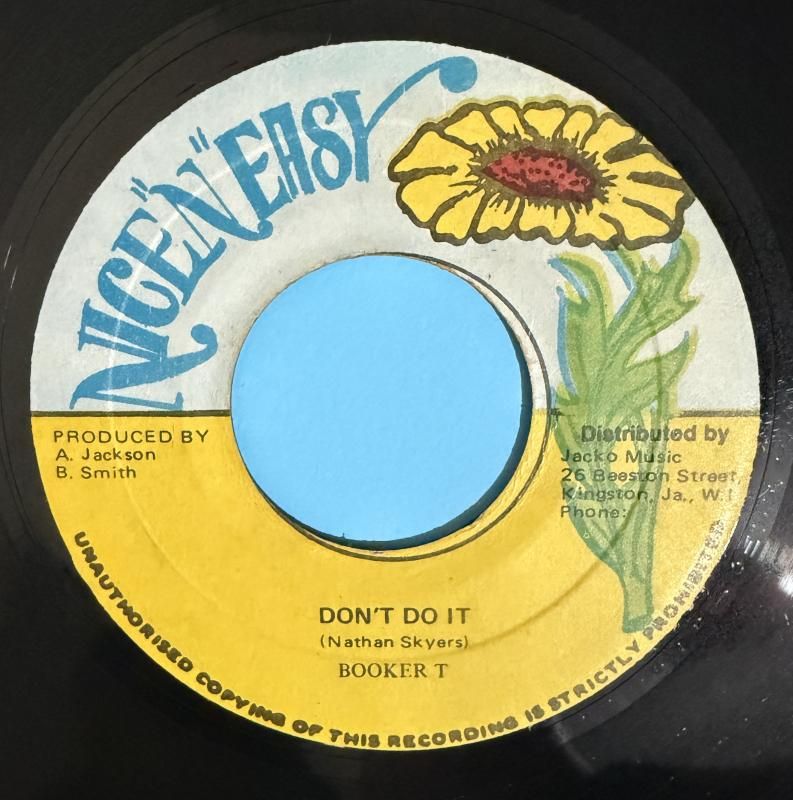 NICE "N" EASY
PRODUCED BY
A. Jackson
B. Smith
Distributed by
Jacko Music
26 Beeston Street,
Kingston, Ja., W.I
Phone:
DON'T DO IT
(Nathan Skyers)
BOOKER T
UNAUTHORISED COPYING OF THIS RECORDING IS STRICTLY PROHIBITED